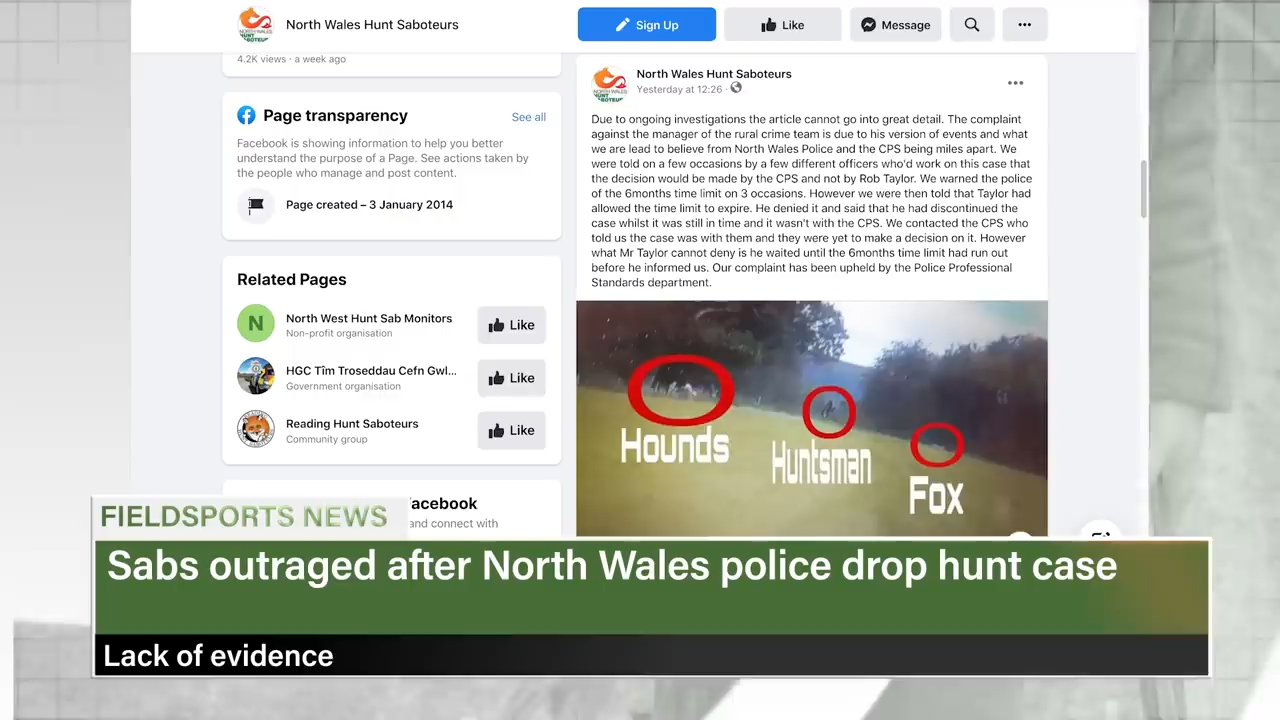 North Wales Hunt Saboteurs
Sign Up
Like
Message
4.2K views · a week ago
Page transparency
See all
Facebook is showing information to help you better
understand the purpose of a Page. See actions taken by
the people who manage and post content.
Page created – 3 January 2014
Related Pages
N
North West Hunt Sab Monitors
Non-profit organisation
Like
HGC Tîm Troseddau Cefn Gwl...
Government organisation
Like
Reading Hunt Saboteurs
Community group
Like
acebook
and connect with
North Wales Hunt Saboteurs
Yesterday at 12:26 ·
Due to ongoing investigations the article cannot go into great detail. The complaint
against the manager of the rural crime team is due to his version of events and what
we are lead to believe from North Wales Police and the CPS being miles apart. We
were told on a few occasions by a few different officers who'd work on this case that
the decision would be made by the CPS and not by Rob Taylor. We warned the police
of the 6months time limit on 3 occasions. However we were then told that Taylor had
allowed the time limit to expire. He denied it and said that he had discontinued the
case whilst it was still in time and it wasn't with the CPS. We contacted the CPS who
told us the case was with them and they were yet to make a decision on it. However
what Mr Taylor cannot deny is he waited until the 6months time limit had run out
before he informed us. Our complaint has been upheld by the Police Professional
Standards department.
Hounds
Huntsman
Fox
FIELDSPORTS NEWS
Sabs outraged after North Wales police drop hunt case
Lack of evidence